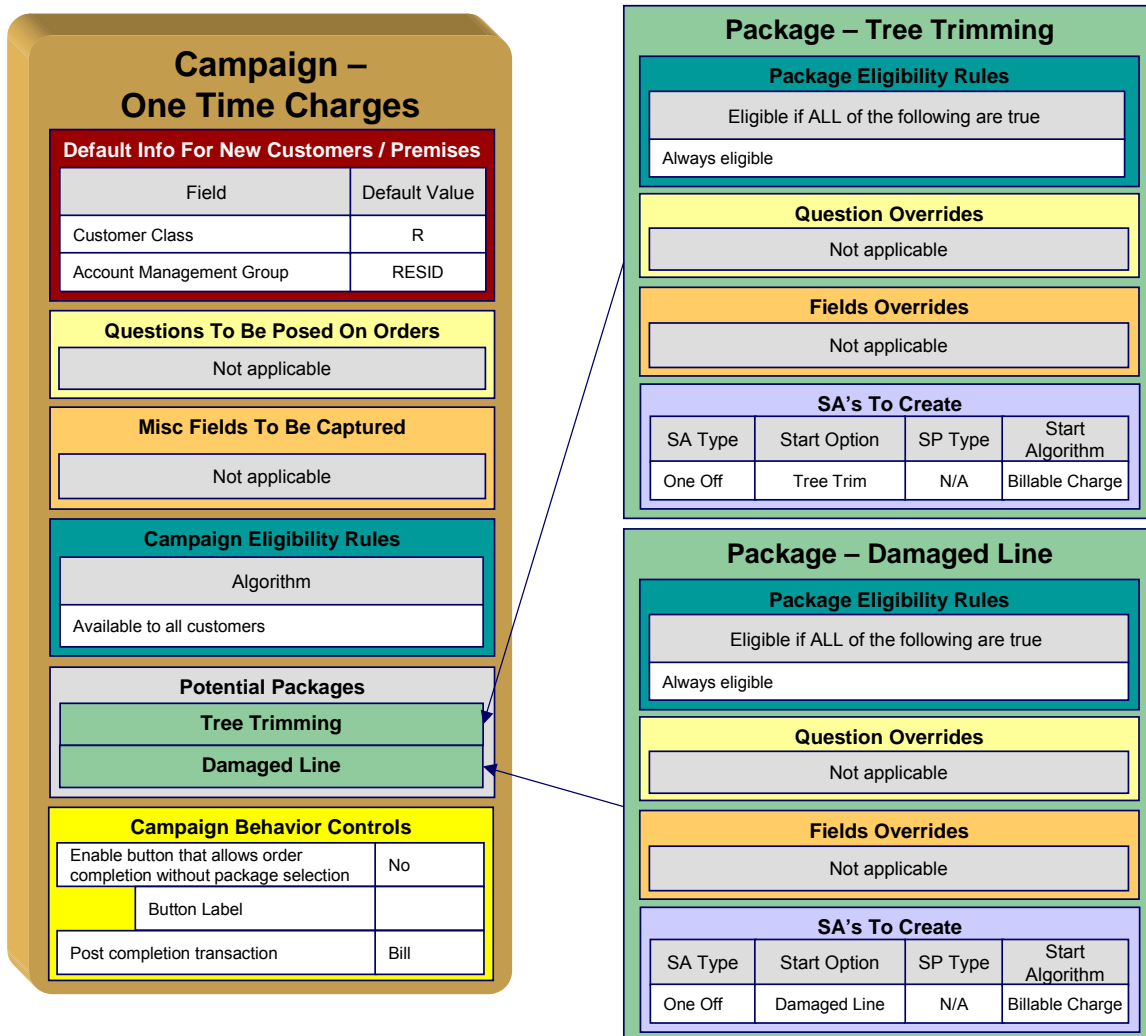 Campaign –
One Time Charges
Default Info For New Customers / Premises
Field Default Value
Customer Class R
Account Management Group RESID
Questions To Be Posed On Orders
Not applicable
Misc Fields To Be Captured
Not applicable
Campaign Eligibility Rules
Algorithm
Available to all customers
Potential Packages
Tree Trimming
Damaged Line
Campaign Behavior Controls
Enable button that allows order
completion without package selection No
Button Label
Post completion transaction Bill
Package – Tree Trimming
Package Eligibility Rules
Eligible if ALL of the following are true
Always eligible
Question Overrides
Not applicable
Fields Overrides
Not applicable
SA's To Create
SA Type Start Option SP Type Start
Algorithm
One Off Tree Trim N/A Billable Charge
Package – Damaged Line
Package Eligibility Rules
Eligible if ALL of the following are true
Always eligible
Question Overrides
Not applicable
Fields Overrides
Not applicable
SA's To Create
SA Type Start Option SP Type Start
Algorithm
One Off Damaged Line N/A Billable Charge